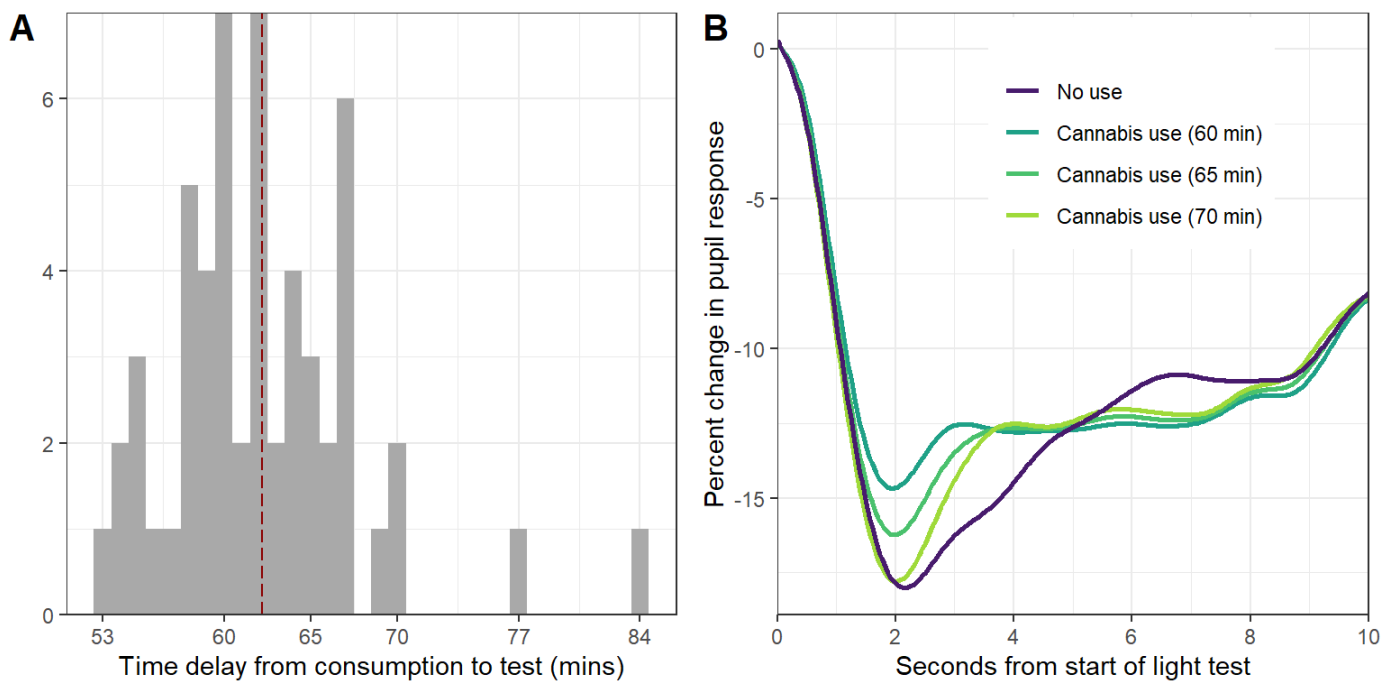 A
6
4
2
0
53
60
65
70
77
84
Time delay from consumption to test (mins)
B
Percent change in pupil response
0
-5
-10
-15
No use
Cannabis use (60 min)
Cannabis use (65 min)
Cannabis use (70 min)
0
2
4
6
8
10
Seconds from start of light test